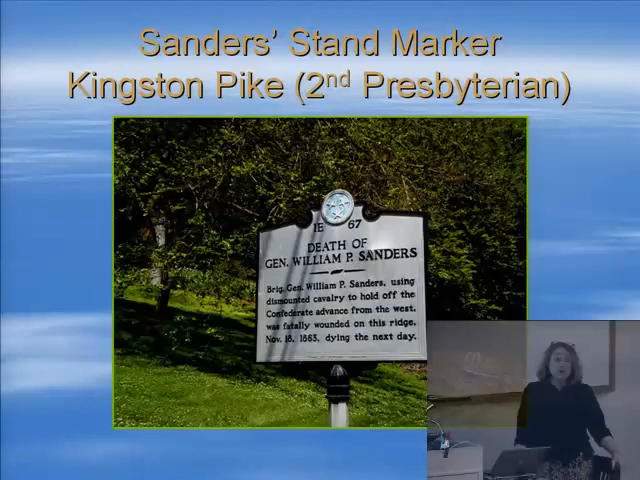 Sanders’ Stand Marker
Kingston Pike (2nd Presbyterian)
IE 67
DEATH OF
GEN. WILLIAM P. SANDERS
Brig. Gen. William P. Sanders, using
dismounted cavalry to hold off the
Confederate advance from the west,
was fatally wounded on this ridge,
Nov. 18, 1863, dying the next day.